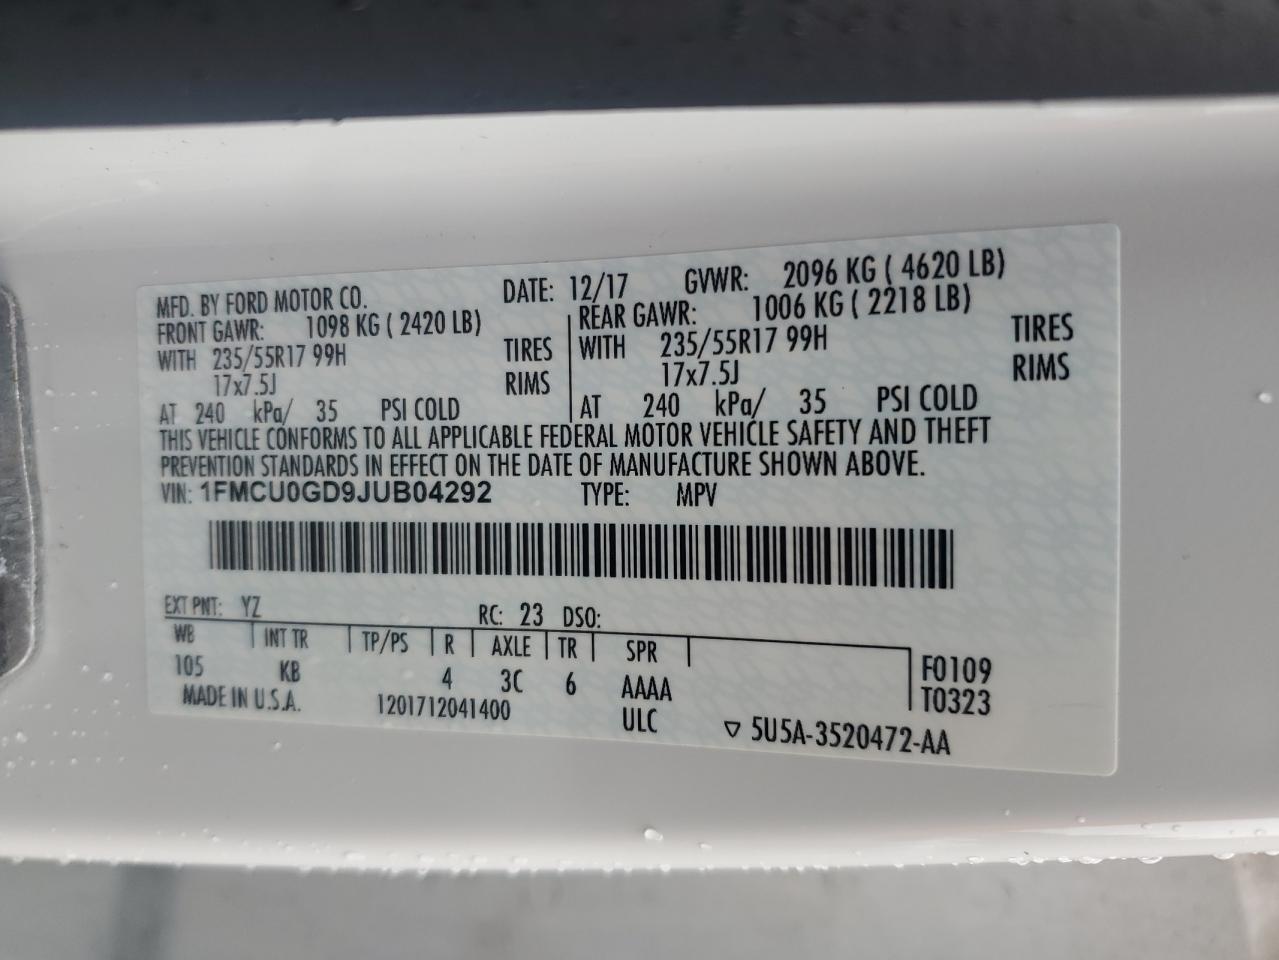 MFD. BY FORD MOTOR CO. DATE: 12/17 GVWR: 2096 KG ( 4620 LB)
FRONT GAWR: 1098 KG ( 2420 LB) REAR GAWR: 1006 KG ( 2218 LB)
WITH 235/55R17 99H TIRES WITH 235/55R17 99H TIRES
17x7.5J RIMS 17x7.5J RIMS
AT 240 kPa/ 35 PSI COLD AT 240 kPa/ 35 PSI COLD
THIS VEHICLE CONFORMS TO ALL APPLICABLE FEDERAL MOTOR VEHICLE SAFETY AND THEFT
PREVENTION STANDARDS IN EFFECT ON THE DATE OF MANUFACTURE SHOWN ABOVE.
VIN: 1FMCU0GD9JUB04292 TYPE: MPV
EXT PNT: YZ RC: 23 DSO:
WB INT TR TP/PS R AXLE TR SPR
105 KB 4 3C 6 AAAA F0109
MADE IN U.S.A. 1201712041400 ULC T0323
5U5A-3520472-AA